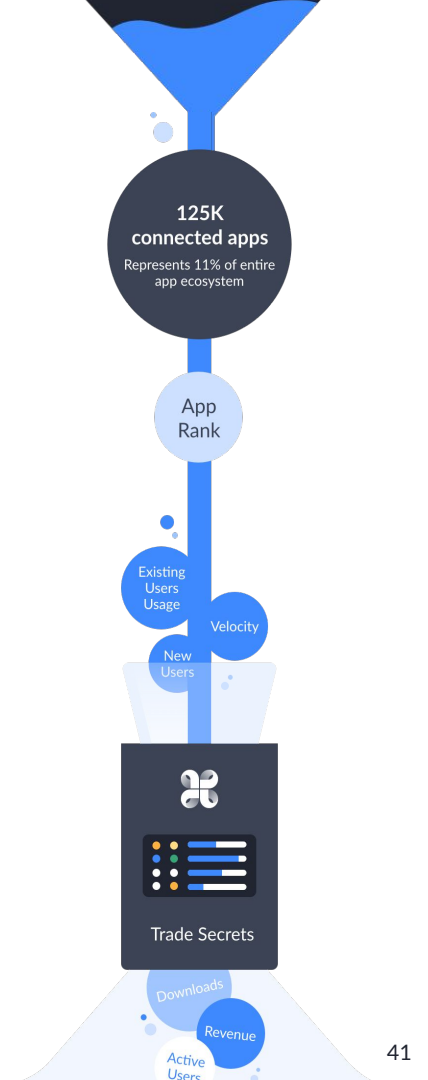 125K
connected apps
Represents 11% of entire
app ecosystem
App
Rank
Existing
Users
Usage
Velocity
New
Users
Trade Secrets
Downloads
Revenue
Active
Users
41